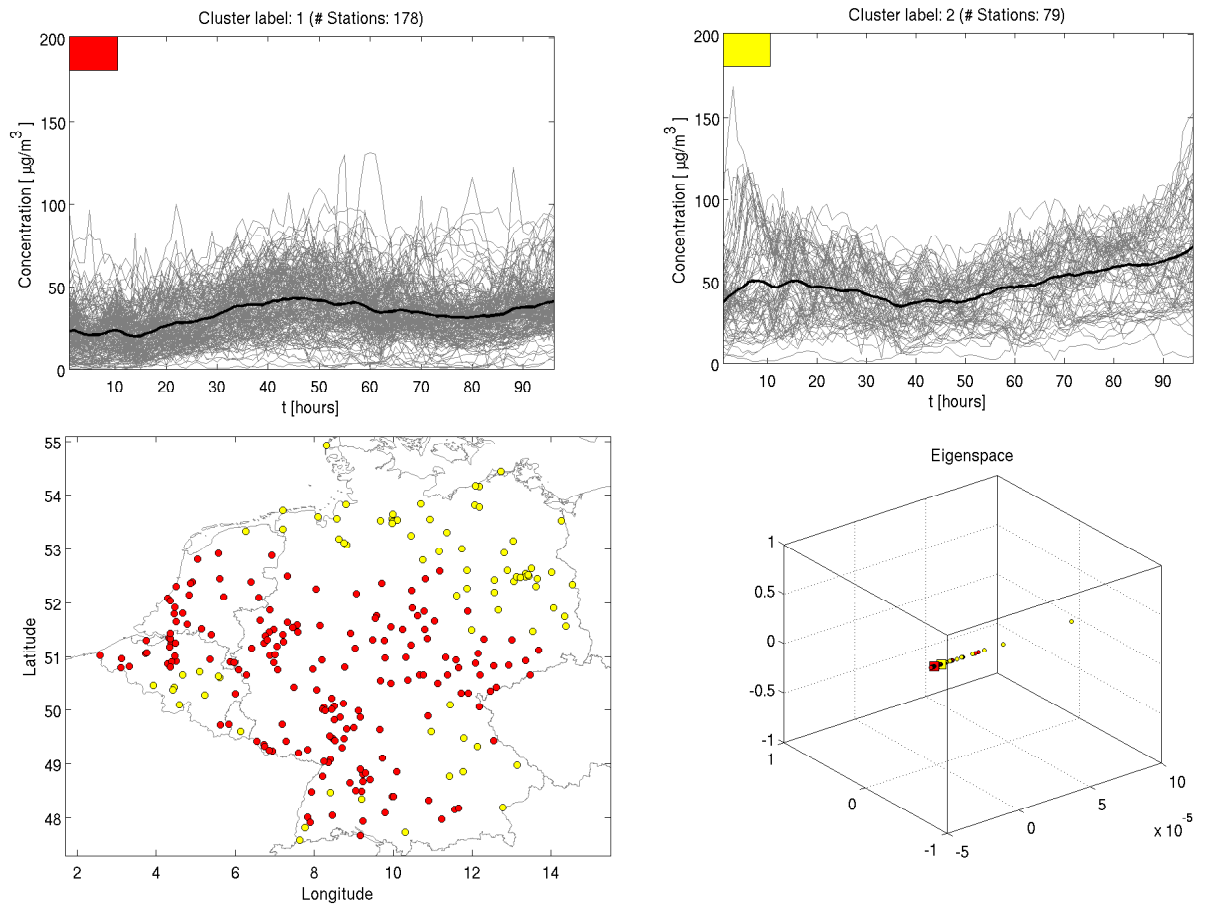 Cluster label: 1 (# Stations: 178)
200
150
100
50
0
Concentration [ μg/m³ ]
10 20 30 40 50 60 70 80 90
t [hours]
Cluster label: 2 (# Stations: 79)
200
150
100
50
0
Concentration [ μg/m³ ]
10 20 30 40 50 60 70 80 90
t [hours]
55
54
53
52
51
50
49
48
Latitude
2 4 6 8 10 12 14
Longitude
Eigenspace
1
0.5
0
-0.5
-1
1
0
-1
-5
0
5
10
x 10⁻⁵